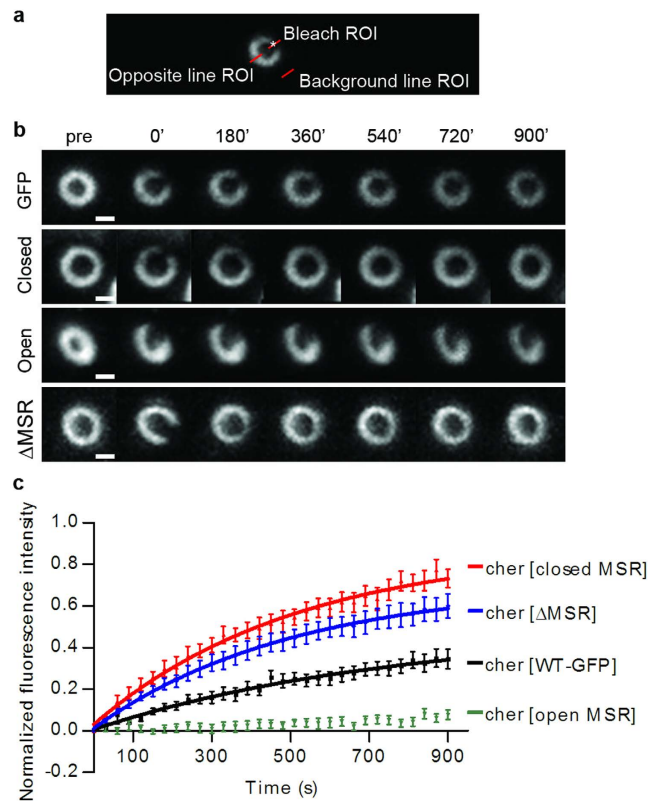 a
Bleach ROI
*
Opposite line ROI
Background line ROI
b
pre 0' 180' 360' 540' 720' 900'
GFP
Closed
Open
ΔMSR
c
Normalized fluorescence intensity
1.0
0.8
0.6
0.4
0.2
0.0
-0.2
100 300 500 700 900
Time (s)
cher [closed MSR]
cher [ΔMSR]
cher [WT-GFP]
cher [open MSR]